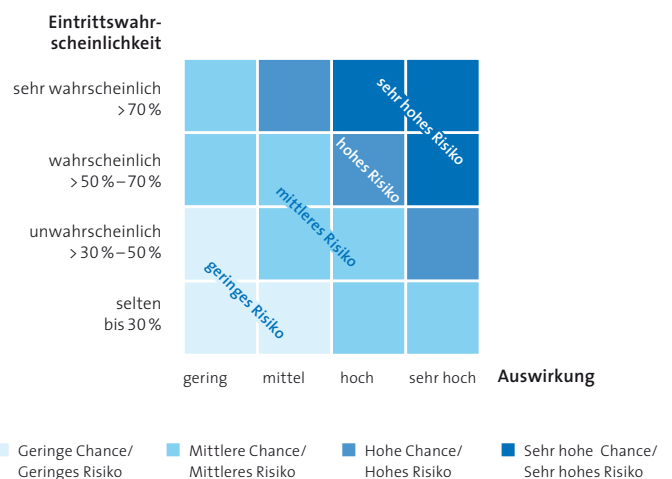 Eintrittswahr-
scheinlichkeit
sehr wahrscheinlich
> 70 %
wahrscheinlich
> 50 % – 70 %
unwahrscheinlich
> 30 % – 50 %
selten
bis 30 %
sehr hohes Risiko
hohes Risiko
mittleres Risiko
geringes Risiko
gering mittel hoch sehr hoch Auswirkung
Geringe Chance/
Geringes Risiko
Mittlere Chance/
Mittleres Risiko
Hohe Chance/
Hohes Risiko
Sehr hohe Chance/
Sehr hohes Risiko